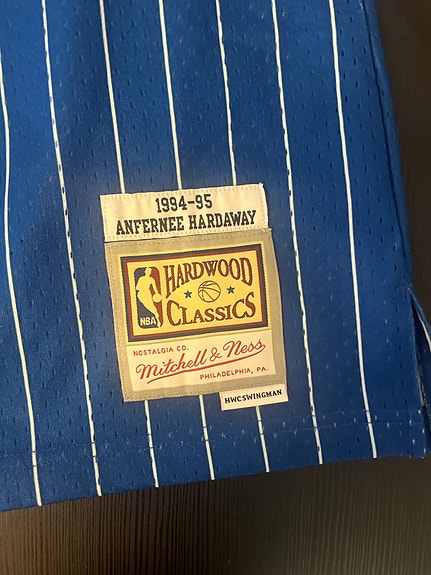 1994-95
ANFERNEE HARDAWAY
HARDWOOD
CLASSICS
NBA
NOSTALGIA CO.
Mitchell & Ness
PHILADELPHIA, PA.
HWCSWINGMAN